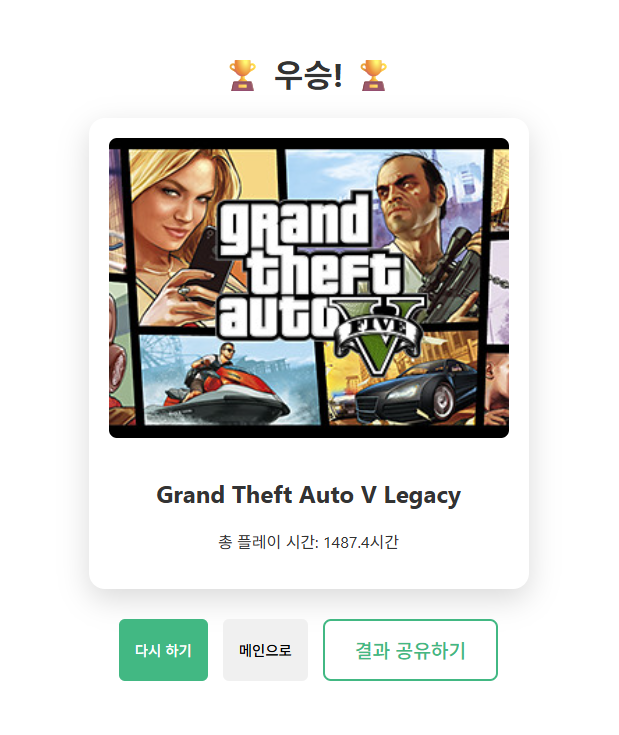 🏆 우승! 🏆
grand
theft
auto V
FIVE
Grand Theft Auto V Legacy
총 플레이 시간: 1487.4시간
다시 하기 메인으로 결과 공유하기